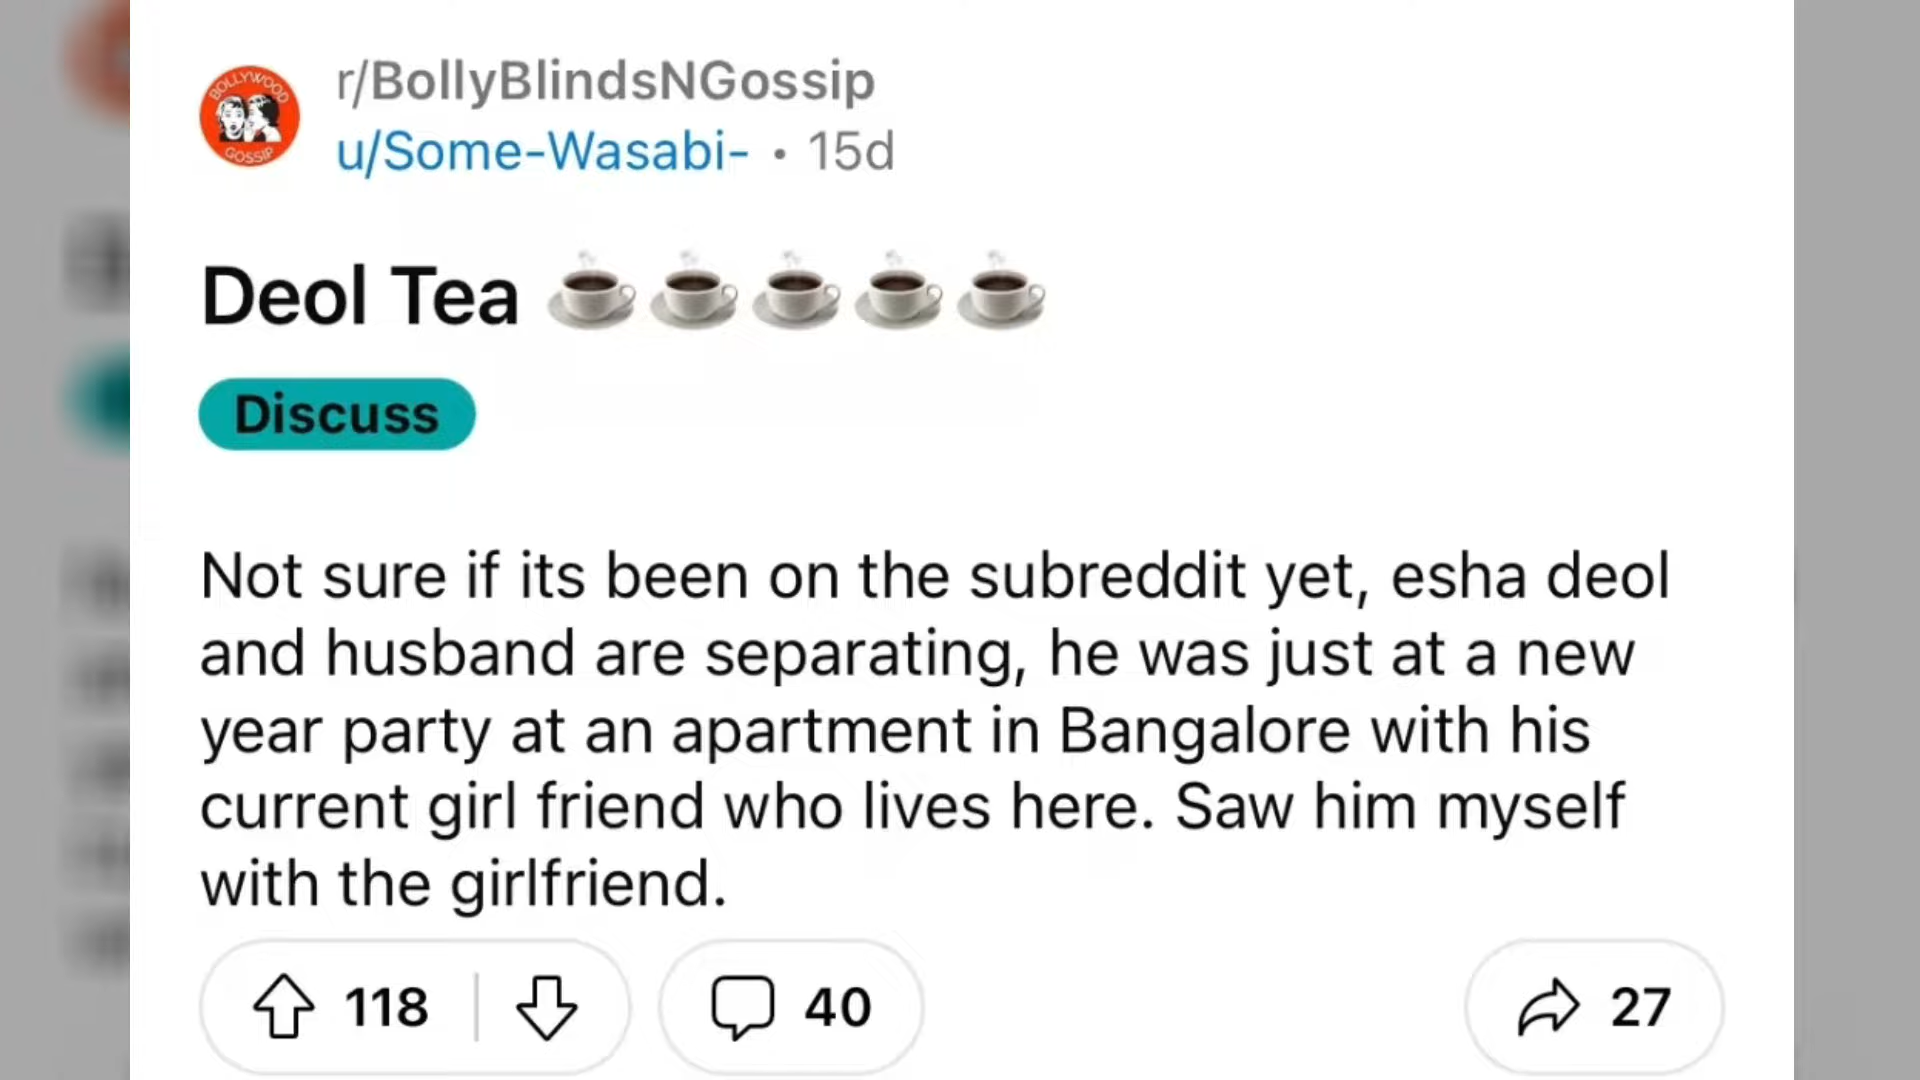 BOLLYWOOD
GOSSIP
r/BollyBlindsNGossip
u/Some-Wasabi- • 15d
Deol Tea ☕☕☕☕☕
Discuss
Not sure if its been on the subreddit yet, esha deol
and husband are separating, he was just at a new
year party at an apartment in Bangalore with his
current girl friend who lives here. Saw him myself
with the girlfriend.
118
40
27